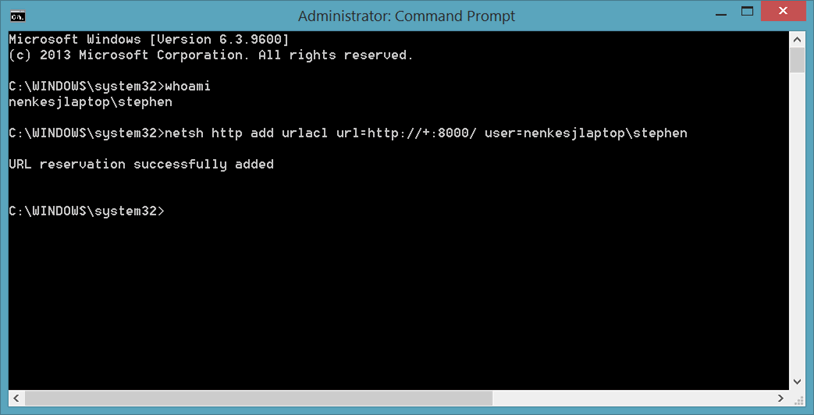 Administrator: Command Prompt
Microsoft Windows [Version 6.3.9600]
(c) 2013 Microsoft Corporation. All rights reserved.
C:\WINDOWS\system32>whoami
nenkesjlaptop\stephen
C:\WINDOWS\system32>netsh http add urlacl url=http://+:8000/ user=nenkesjlaptop\stephen
URL reservation successfully added
C:\WINDOWS\system32>